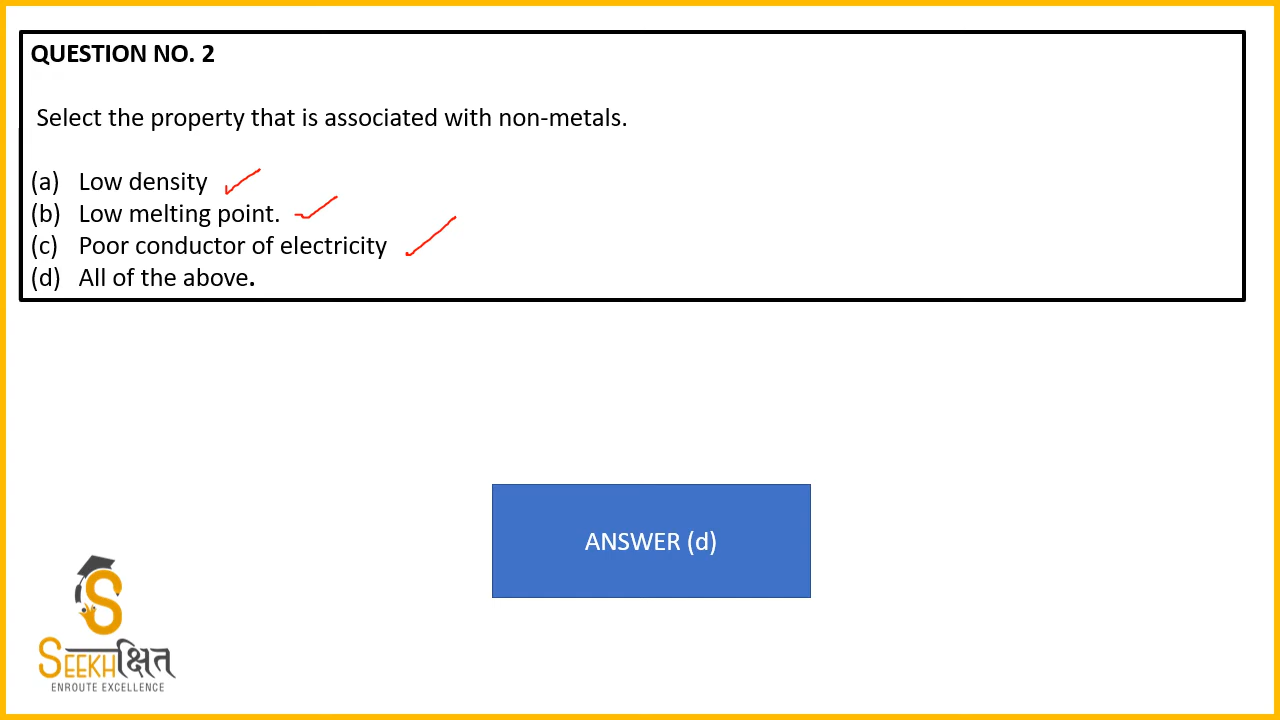 QUESTION NO. 2
Select the property that is associated with non-metals.
(a) Low density
(b) Low melting point.
(c) Poor conductor of electricity
(d) All of the above.
ANSWER (d)
S
SEEKHक्षित
ENROUTE EXCELLENCE